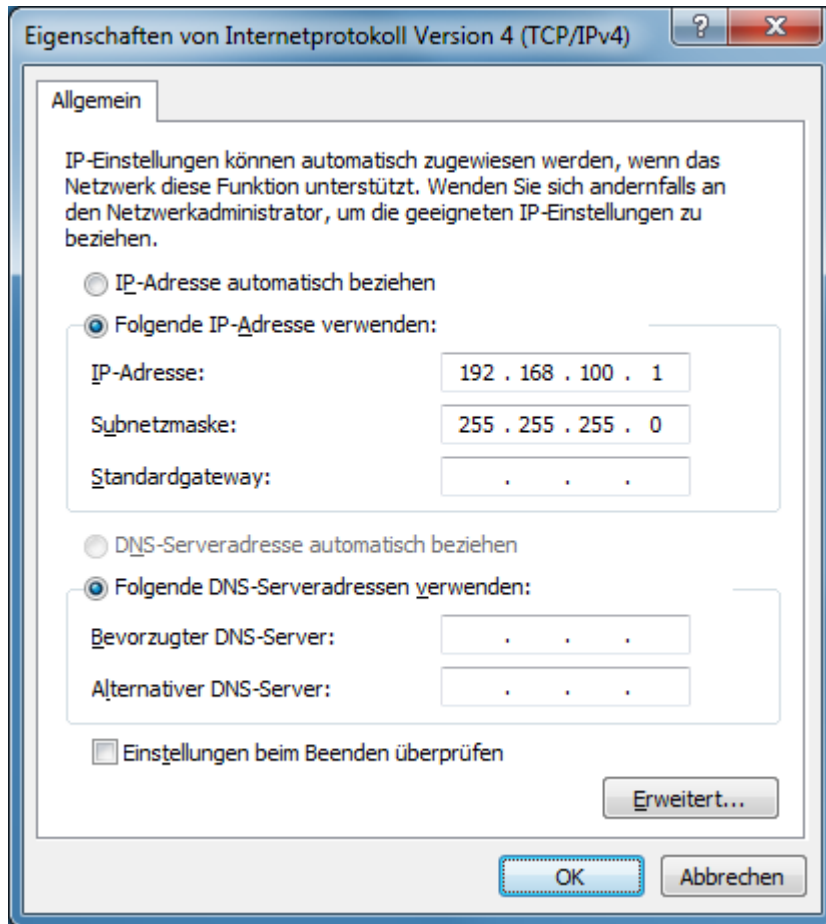 Eigenschaften von Internetprotokoll Version 4 (TCP/IPv4)
?
X
Allgemein
IP-Einstellungen können automatisch zugewiesen werden, wenn das
Netzwerk diese Funktion unterstützt. Wenden Sie sich andernfalls an
den Netzwerkadministrator, um die geeigneten IP-Einstellungen zu
beziehen.
IP-Adresse automatisch beziehen
Folgende IP-Adresse verwenden:
IP-Adresse: 192 . 168 . 100 . 1
Subnetzmaske: 255 . 255 . 255 . 0
Standardgateway: . . .
DNS-Serveradresse automatisch beziehen
Folgende DNS-Serveradressen verwenden:
Bevorzugter DNS-Server: . . .
Alternativer DNS-Server: . . .
Einstellungen beim Beenden überprüfen
Erweitert...
OK Abbrechen